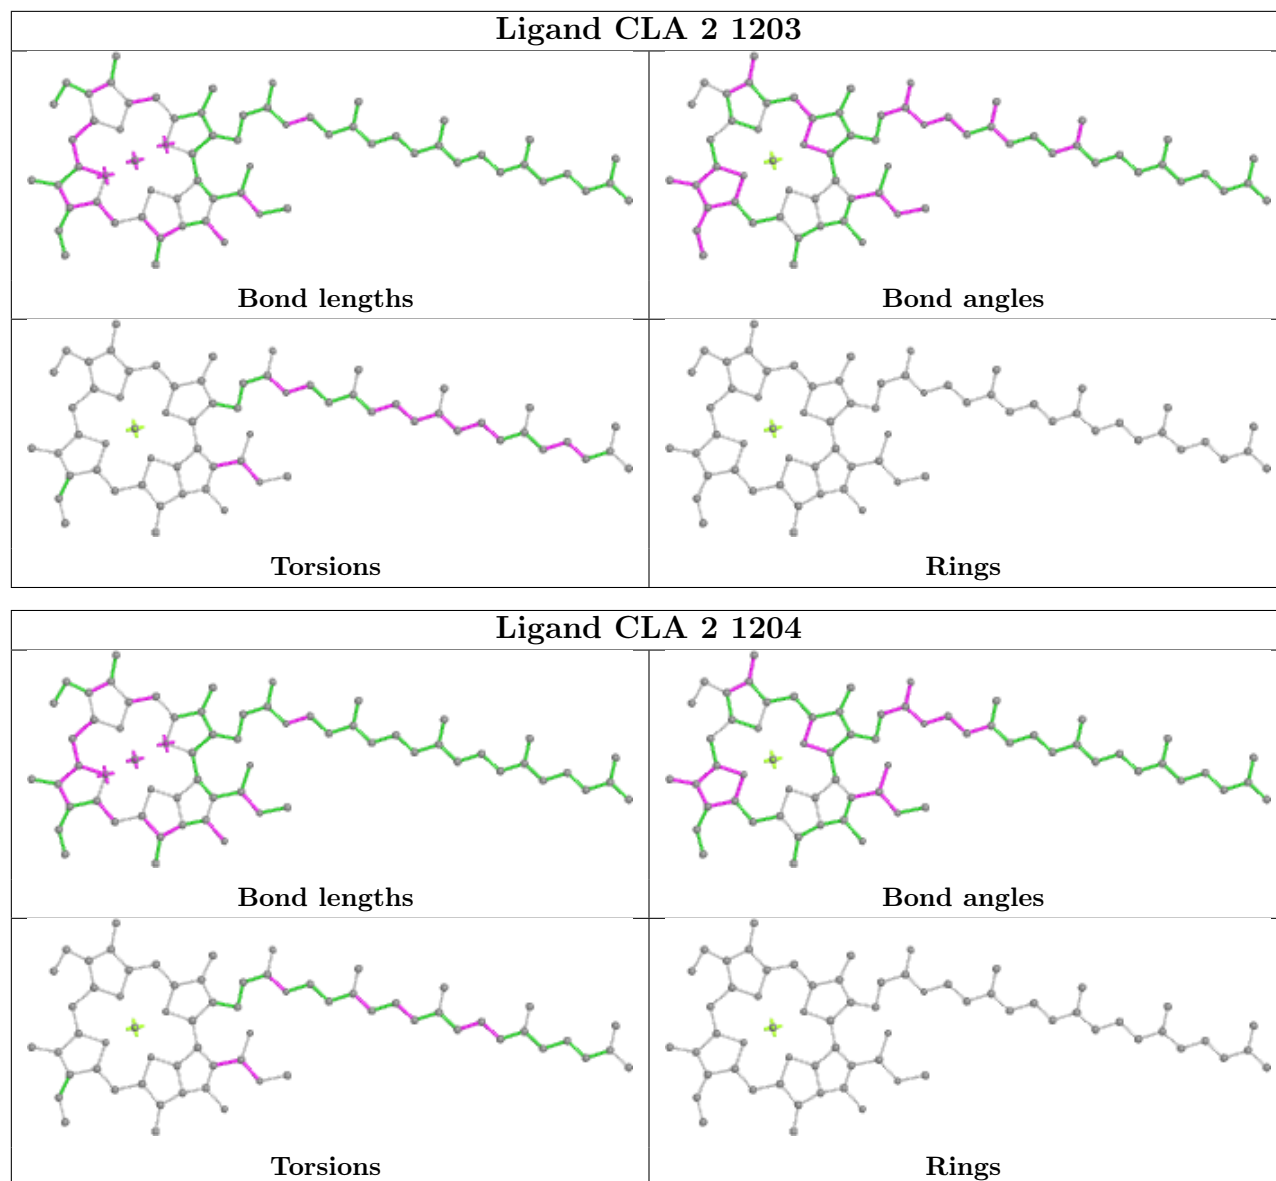 Ligand CLA 2 1203
Bond lengths
Bond angles
Torsions
Rings
Ligand CLA 2 1204
Bond lengths
Bond angles
Torsions
Rings